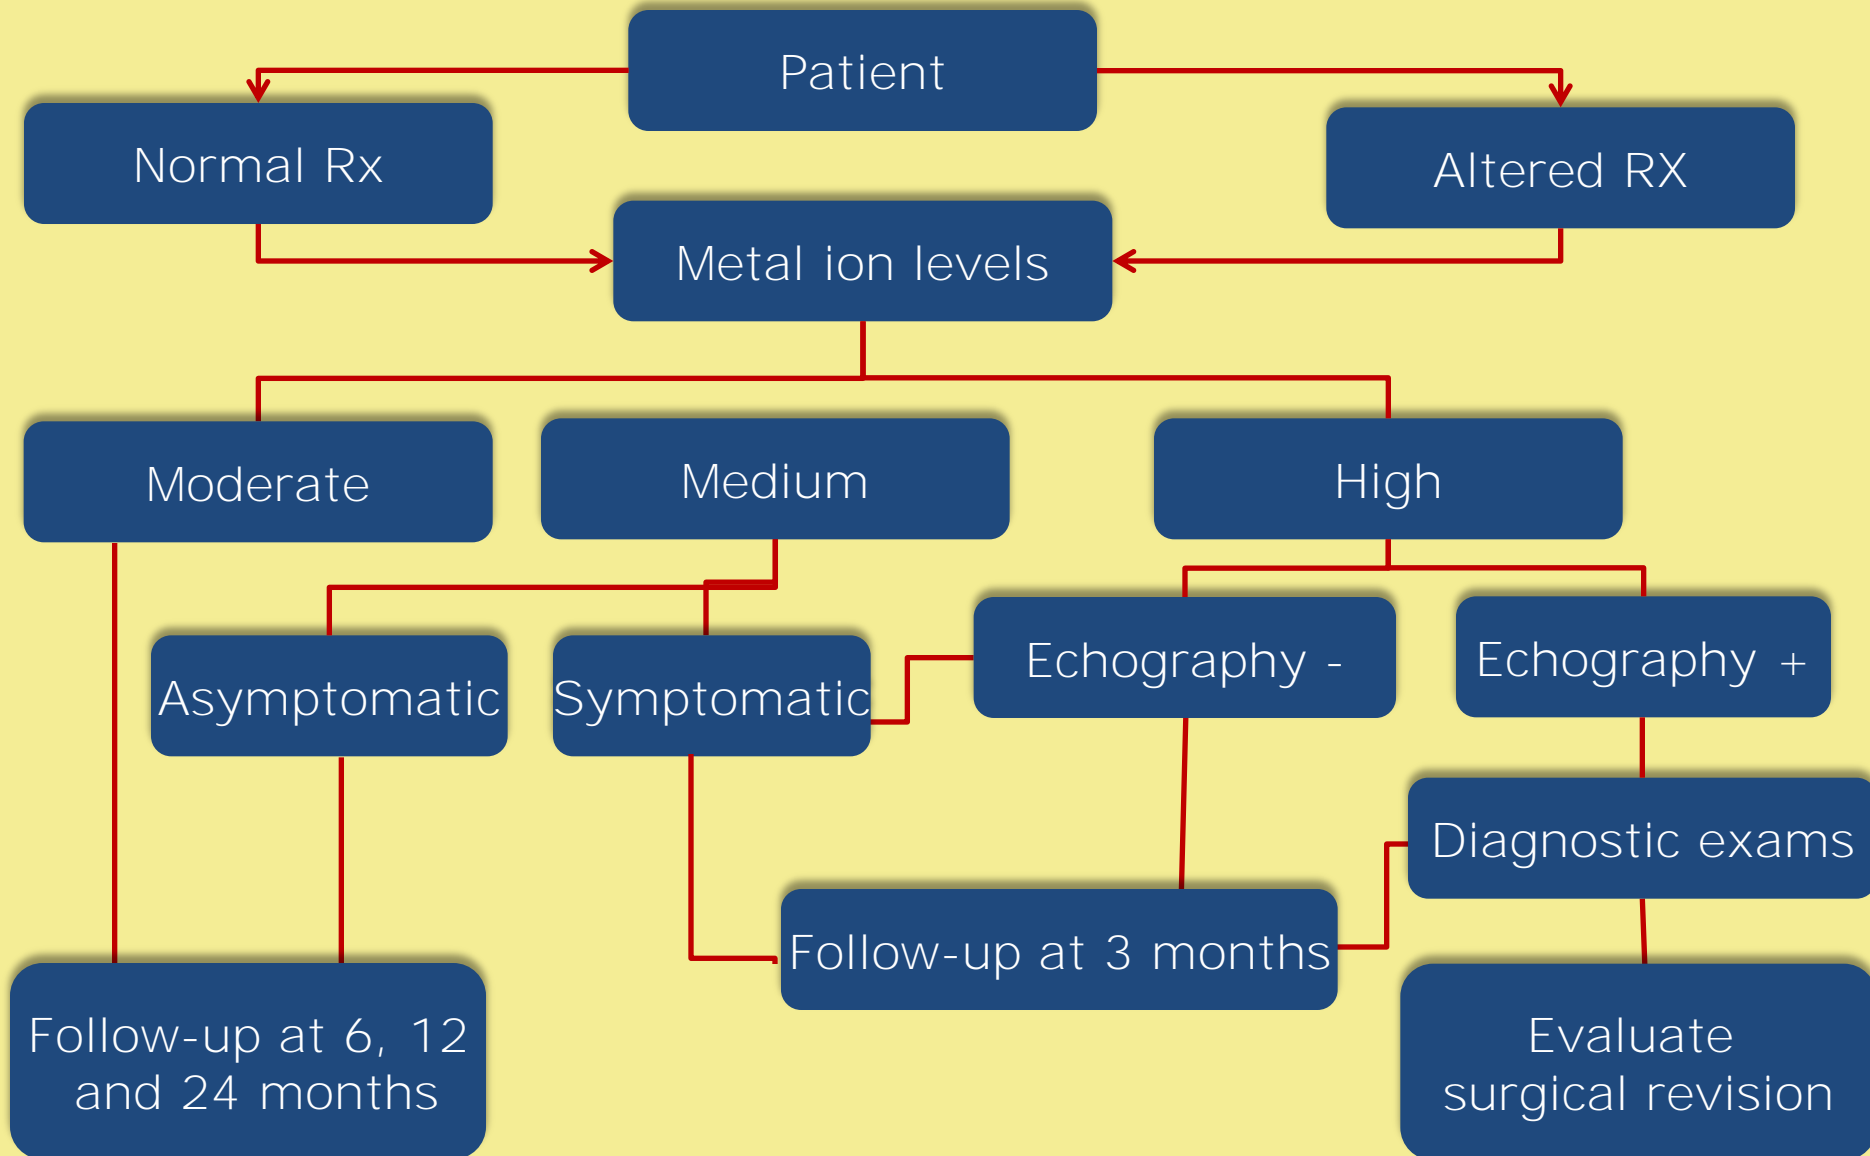 Patient
Normal Rx
Altered RX
Metal ion levels
Moderate
Medium
High
Asymptomatic
Symptomatic
Echography -
Echography +
Diagnostic exams
Follow-up at 3 months
Follow-up at 6, 12
and 24 months
Evaluate
surgical revision